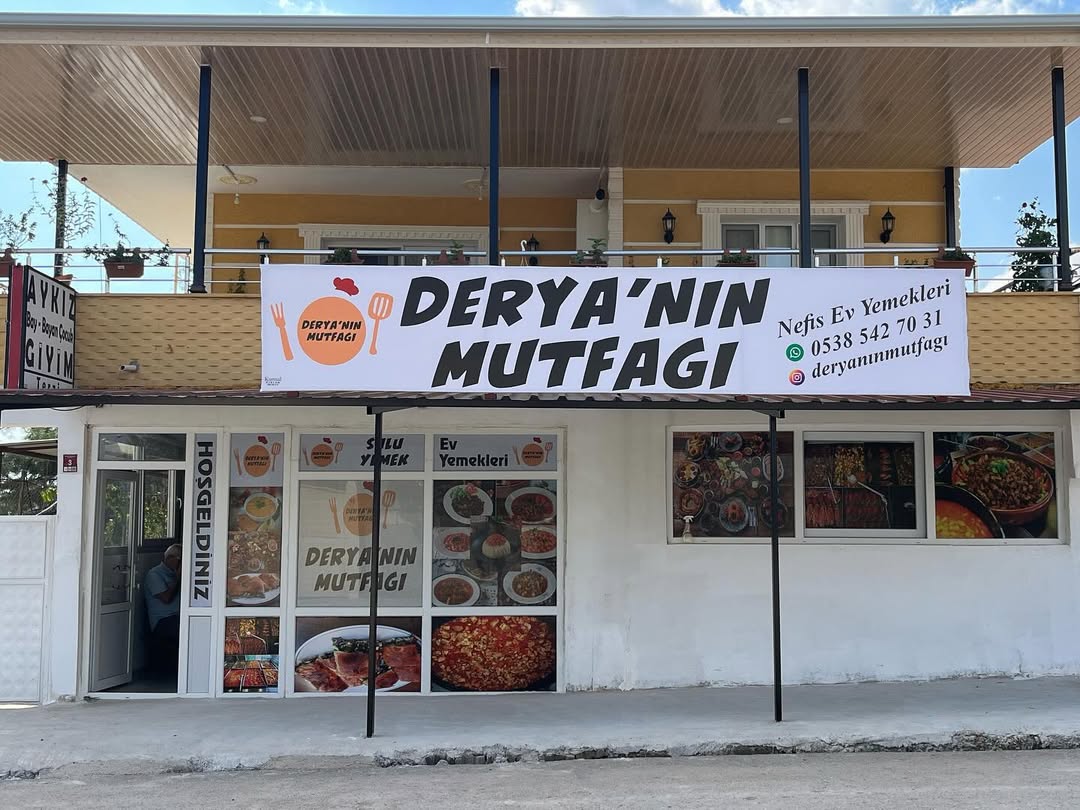 AYKIZ
Bay - Bayan Çocuk
GİYİM
DERYA'NIN
MUTFAGI
DERYA'NIN
MUTFAGI
Nefis Ev Yemekleri
0538 542 70 31
deryanınmutfagı
HOŞGELDİNİZ
SULU
YEMEK
Ev
Yemekleri
DERYA'NIN
MUTFAGI
3